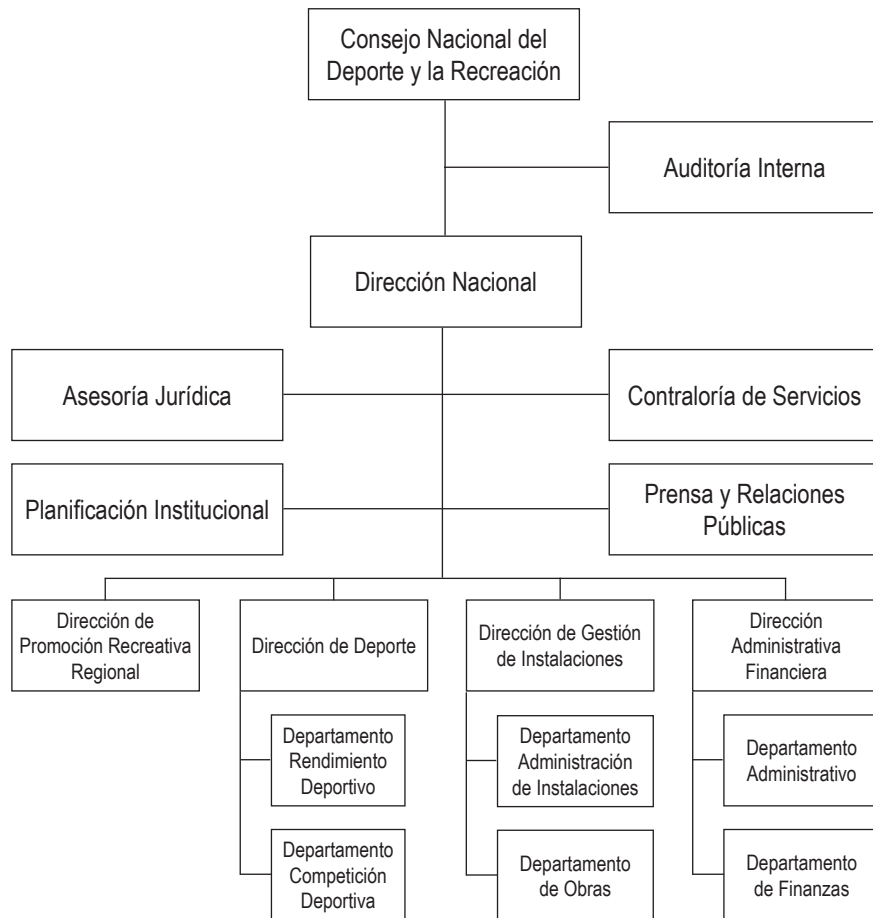 Consejo Nacional del
Deporte y la Recreación
Auditoría Interna
Dirección Nacional
Asesoría Jurídica
Contraloría de Servicios
Planificación Institucional
Prensa y Relaciones
Públicas
Dirección de
Promoción Recreativa
Regional
Dirección de Deporte
Dirección de Gestión
de Instalaciones
Dirección
Administrativa
Financiera
Departamento
Rendimiento
Deportivo
Departamento
Administración
de Instalaciones
Departamento
Administrativo
Departamento
Competición
Deportiva
Departamento
de Obras
Departamento
de Finanzas